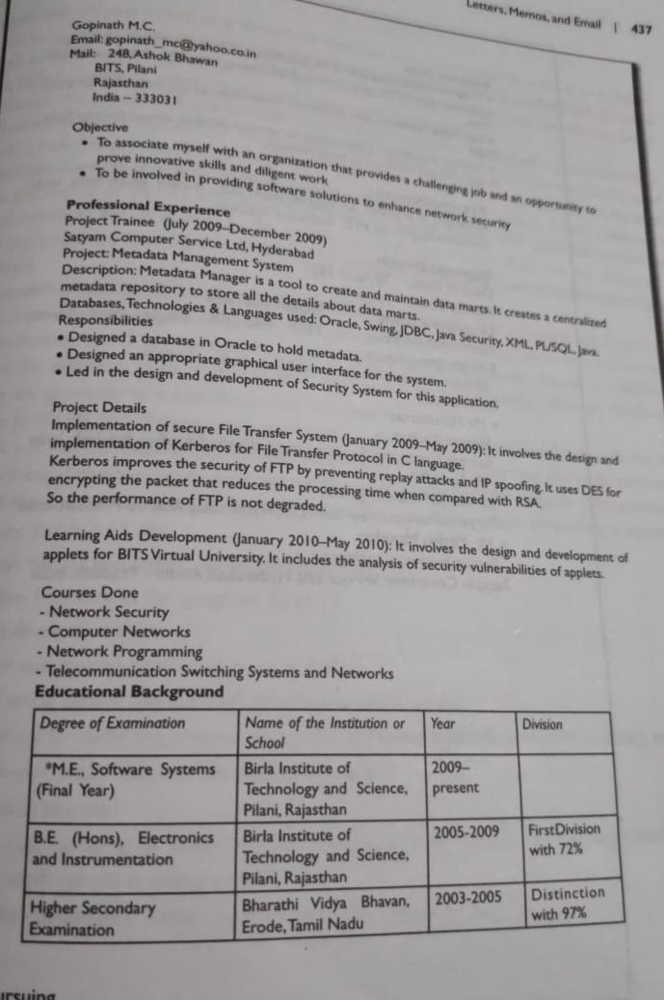 Letters, Memos, and Email | 437
Gopinath M.C.
Email: gopinath_mc@yahoo.co.in
Mail: 248, Ashok Bhawan
BITS, Pilani
Rajasthan
India – 333031
Objective
• To associate myself with an organization that provides a challenging job and an opportunity to
prove innovative skills and diligent work
• To be involved in providing software solutions to enhance network security
Professional Experience
Project Trainee (July 2009–December 2009)
Satyam Computer Service Ltd, Hyderabad
Project: Metadata Management System
Description: Metadata Manager is a tool to create and maintain data marts. It creates a centralized
metadata repository to store all the details about data marts.
Databases, Technologies & Languages used: Oracle, Swing, JDBC, Java Security, XML, PL/SQL, Java.
Responsibilities
• Designed a database in Oracle to hold metadata.
• Designed an appropriate graphical user interface for the system.
• Led in the design and development of Security System for this application.
Project Details
Implementation of secure File Transfer System (January 2009–May 2009): It involves the design and
implementation of Kerberos for File Transfer Protocol in C language.
Kerberos improves the security of FTP by preventing replay attacks and IP spoofing. It uses DES for
encrypting the packet that reduces the processing time when compared with RSA.
So the performance of FTP is not degraded.
Learning Aids Development (January 2010–May 2010): It involves the design and development of
applets for BITS Virtual University. It includes the analysis of security vulnerabilities of applets.
Courses Done
- Network Security
- Computer Networks
- Network Programming
- Telecommunication Switching Systems and Networks
Educational Background
Degree of Examination
Name of the Institution or
School
Year
Division
*M.E., Software Systems
(Final Year)
Birla Institute of
Technology and Science,
Pilani, Rajasthan
2009–
present
B.E. (Hons), Electronics
and Instrumentation
Birla Institute of
Technology and Science,
Pilani, Rajasthan
2005-2009
FirstDivision
with 72%
Higher Secondary
Examination
Bharathi Vidya Bhavan,
Erode, Tamil Nadu
2003-2005
Distinction
with 97%